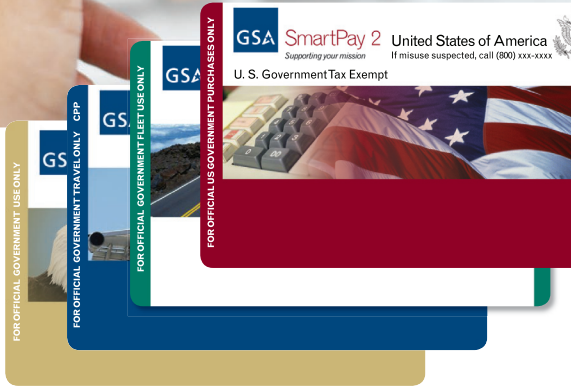 GSA
SmartPay 2
Supporting your mission
United States of America
If misuse suspected, call (800) xxx-xxxx
U. S. Government Tax Exempt
FOR OFFICIAL US GOVERNMENT PURCHASES ONLY
GSA
FOR OFFICIAL GOVERNMENT FLEET USE ONLY
GS
FOR OFFICIAL GOVERNMENT TRAVEL ONLY CPP
GS
FOR OFFICIAL GOVERNMENT USE ONLY